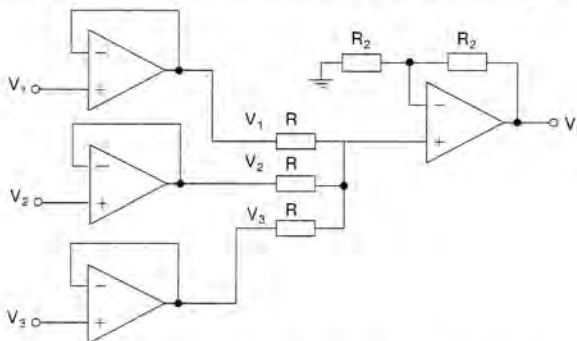 R₂ R₂
V₁
V
V₁ R
V₂ R
V₂
V₃ R
V₃